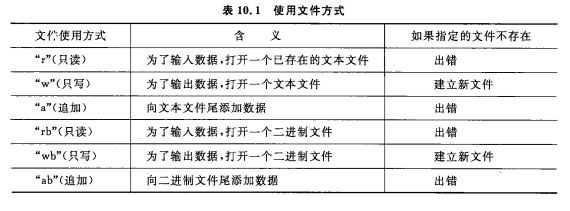 表 10.1 使用文件方式
文件使用方式 含 义 如果指定的文件不存在
“r”(只读) 为了输入数据,打开一个已存在的文本文件 出错
“w”(只写) 为了输出数据,打开一个文本文件 建立新文件
“a”(追加) 向文本文件尾添加数据 出错
“rb”(只读) 为了输入数据,打开一个二进制文件 出错
“wb”(只写) 为了输出数据,打开一个二进制文件 建立新文件
“ab”(追加) 向二进制文件尾添加数据 出错